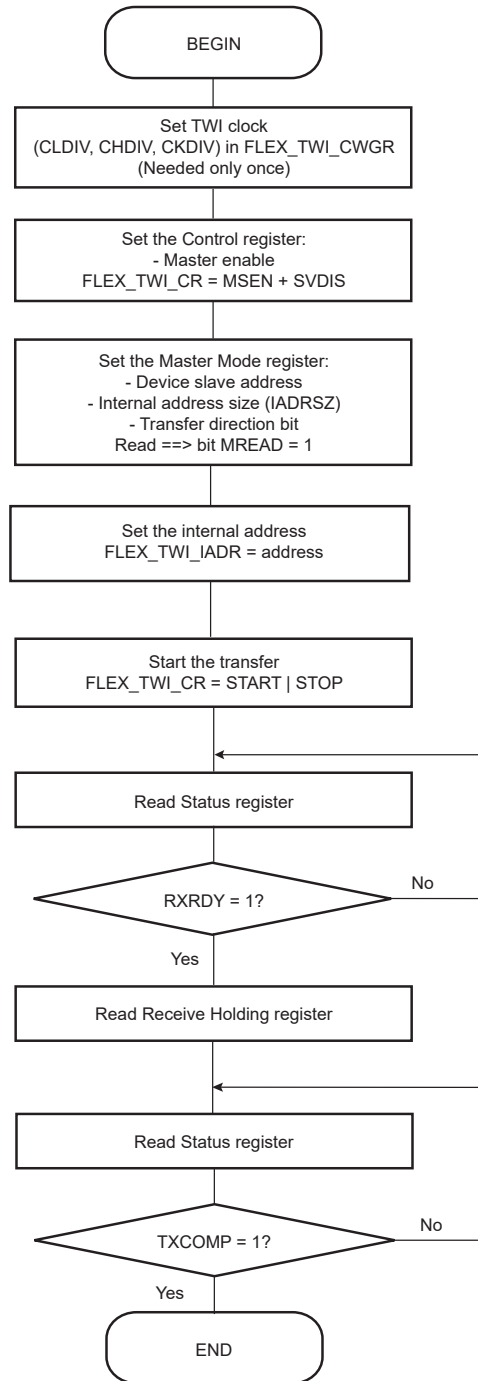 BEGIN
Set TWI clock
(CLDIV, CHDIV, CKDIV) in FLEX_TWI_CWGR
(Needed only once)
Set the Control register:
- Master enable
FLEX_TWI_CR = MSEN + SVDIS
Set the Master Mode register:
- Device slave address
- Internal address size (IADRSZ)
- Transfer direction bit
Read ==> bit MREAD = 1
Set the internal address
FLEX_TWI_IADR = address
Start the transfer
FLEX_TWI_CR = START | STOP
Read Status register
RXRDY = 1?
No
Yes
Read Receive Holding register
Read Status register
TXCOMP = 1?
No
Yes
END